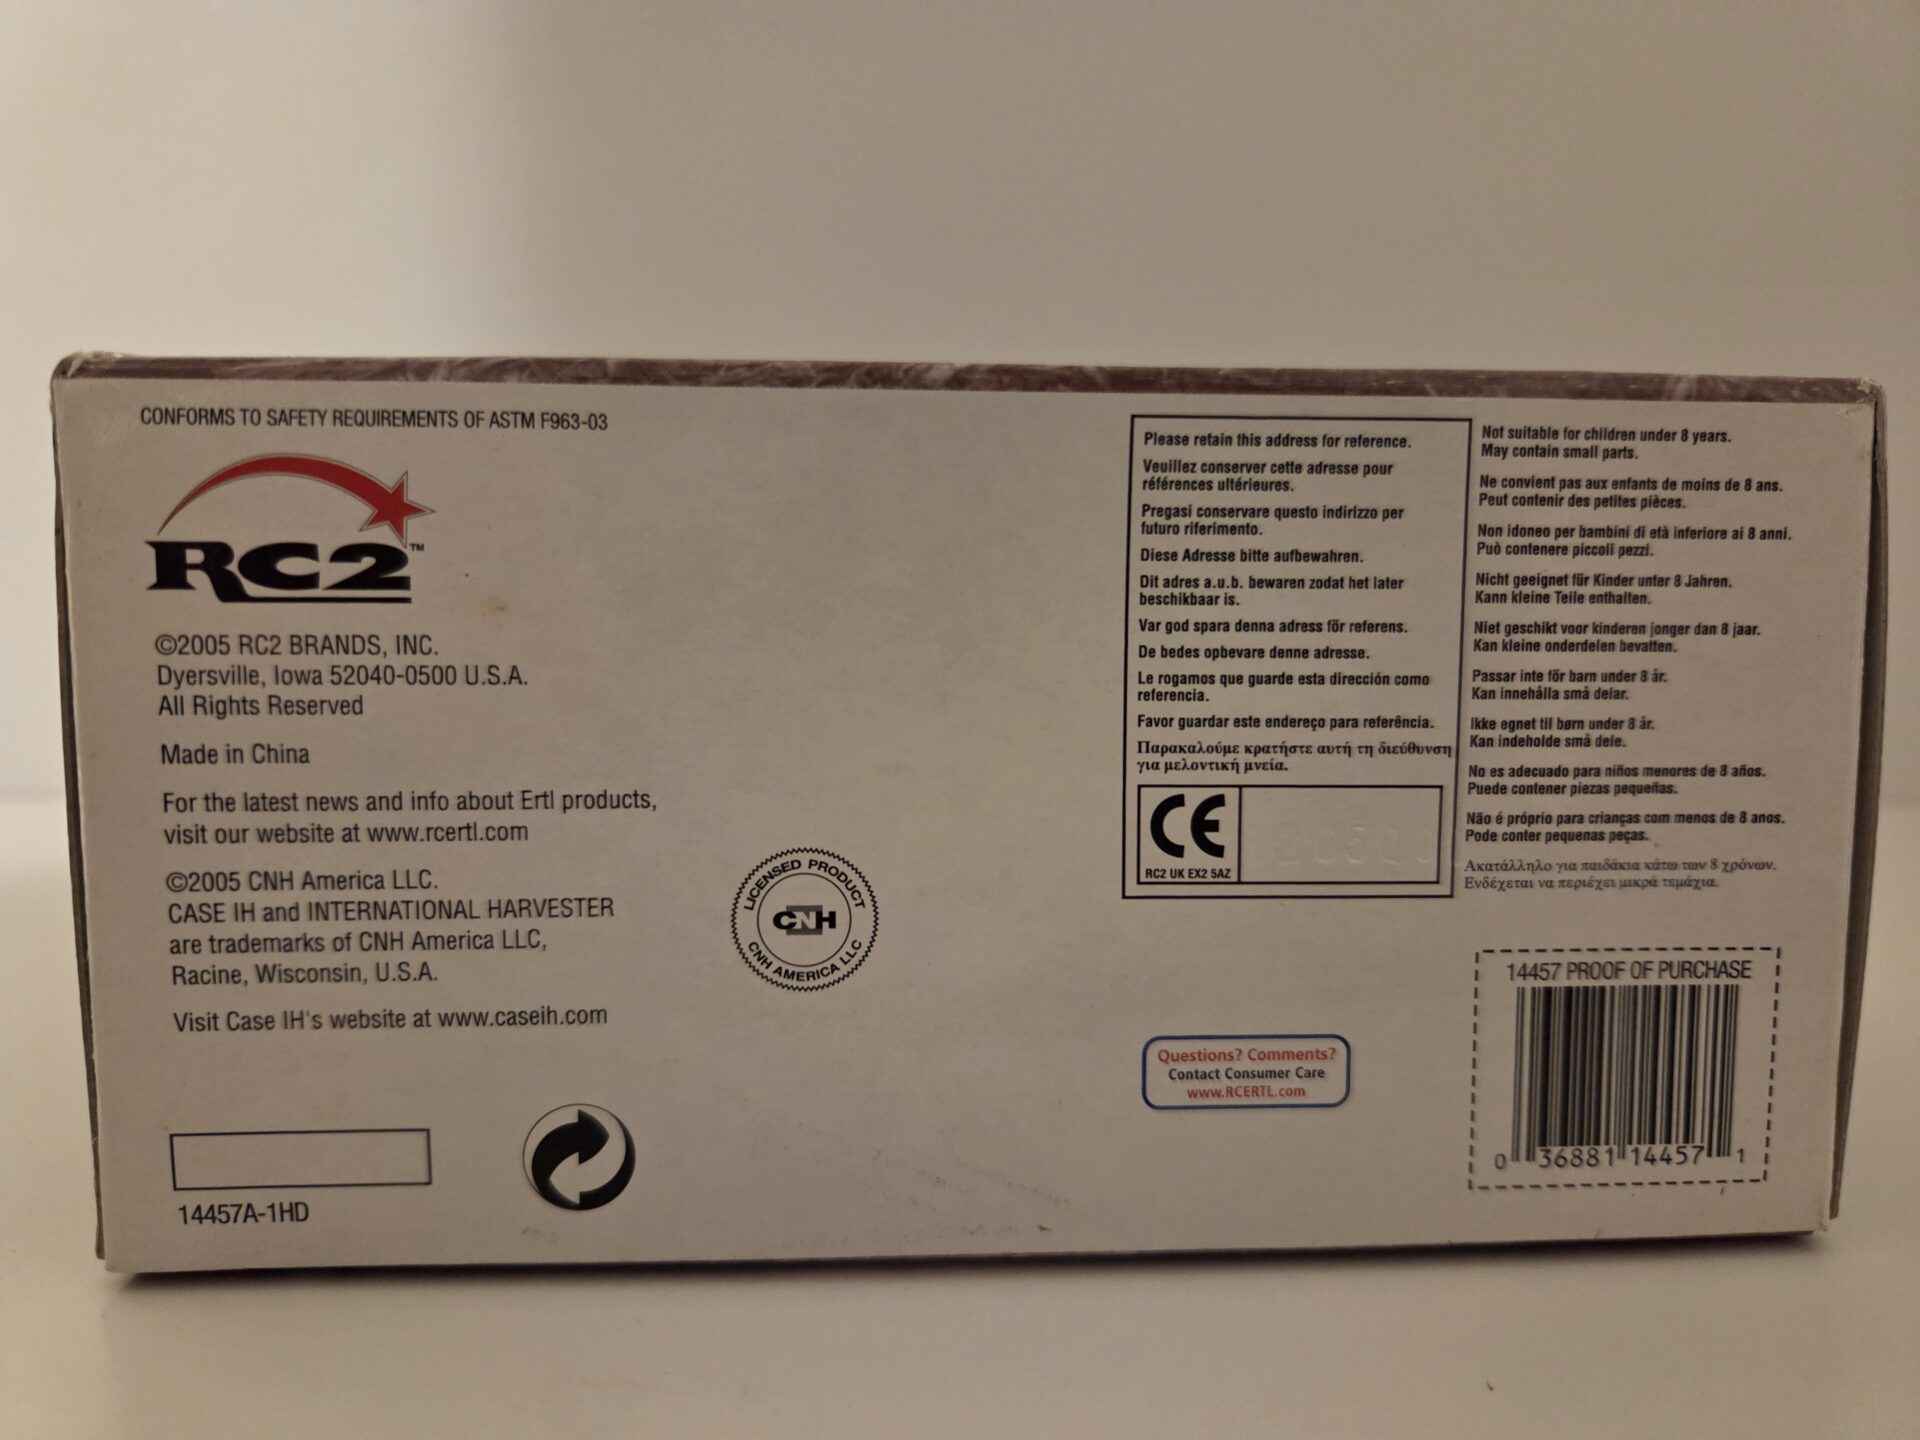 CONFORMS TO SAFETY REQUIREMENTS OF ASTM F963-03
RC2™
©2005 RC2 BRANDS, INC.
Dyersville, Iowa 52040-0500 U.S.A.
All Rights Reserved
Made in China
For the latest news and info about Ertl products,
visit our website at www.rcertl.com
©2005 CNH America LLC.
CASE IH and INTERNATIONAL HARVESTER
are trademarks of CNH America LLC,
Racine, Wisconsin, U.S.A.
Visit Case IH's website at www.caseih.com
14457A-1HD
LICENSED PRODUCT
CNH
CNH AMERICA LLC
Please retain this address for reference.
Veuillez conserver cette adresse pour
références ultérieures.
Pregasi conservare questo indirizzo per
futuro riferimento.
Diese Adresse bitte aufbewahren.
Dit adres a.u.b. bewaren zodat het later
beschikbaar is.
Var god spara denna adress för referens.
De bedes opbevare denne adresse.
Le rogamos que guarde esta dirección como
referencia.
Favor guardar este endereço para referência.
Παρακαλούμε κρατήστε αυτή τη διεύθυνση
για μελοντική μνεία.
CE
RC2 UK EX2 5AZ
Not suitable for children under 8 years.
May contain small parts.
Ne convient pas aux enfants de moins de 8 ans.
Peut contenir des petites pièces.
Non idoneo per bambini di età inferiore ai 8 anni.
Può contenere piccoli pezzi.
Nicht geeignet für Kinder unter 8 Jahren.
Kann kleine Teile enthalten.
Niet geschikt voor kinderen jonger dan 8 jaar.
Kan kleine onderdelen bevatten.
Passar inte för barn under 8 år.
Kan innehålla små delar.
Ikke egnet til børn under 8 år.
Kan indeholde små dele.
No es adecuado para niños menores de 8 años.
Puede contener piezas pequeñas.
Não é próprio para crianças com menos de 8 anos.
Pode conter pequenas peças.
Ακατάλληλο για παιδάκια κάτω των 8 χρόνων.
Ενδέχεται να περιέχει μικρά τεμάχια.
Questions? Comments?
Contact Consumer Care
www.RCERTL.com
14457 PROOF OF PURCHASE
0 36881 14457 1